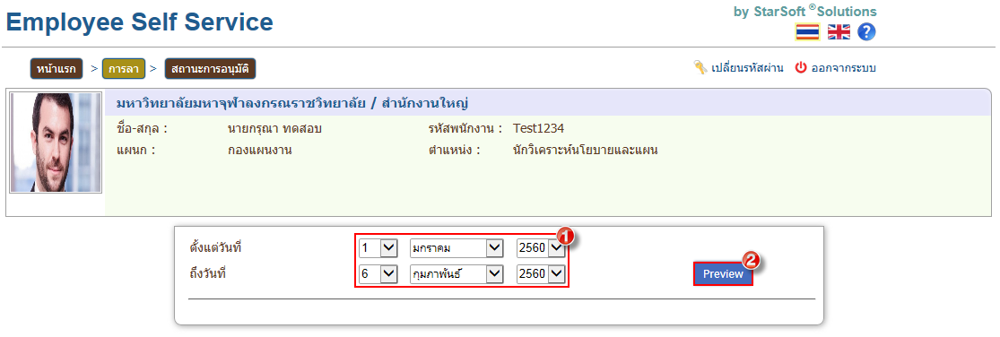 Employee Self Service
by StarSoft ®Solutions
?
หน้าแรก > การลา > สถานะการอนุมัติ
เปลี่ยนรหัสผ่าน ออกจากระบบ
มหาวิทยาลัยมหาจุฬาลงกรณราชวิทยาลัย / สำนักงานใหญ่
ชื่อ-สกุล : นายกรุณา ทดสอบ รหัสพนักงาน : Test1234
แผนก : กองแผนงาน ตำแหน่ง : นักวิเคราะห์นโยบายและแผน
1
ตั้งแต่วันที่ 1 มกราคม 2560
2
ถึงวันที่ 6 กุมภาพันธ์ 2560 Preview